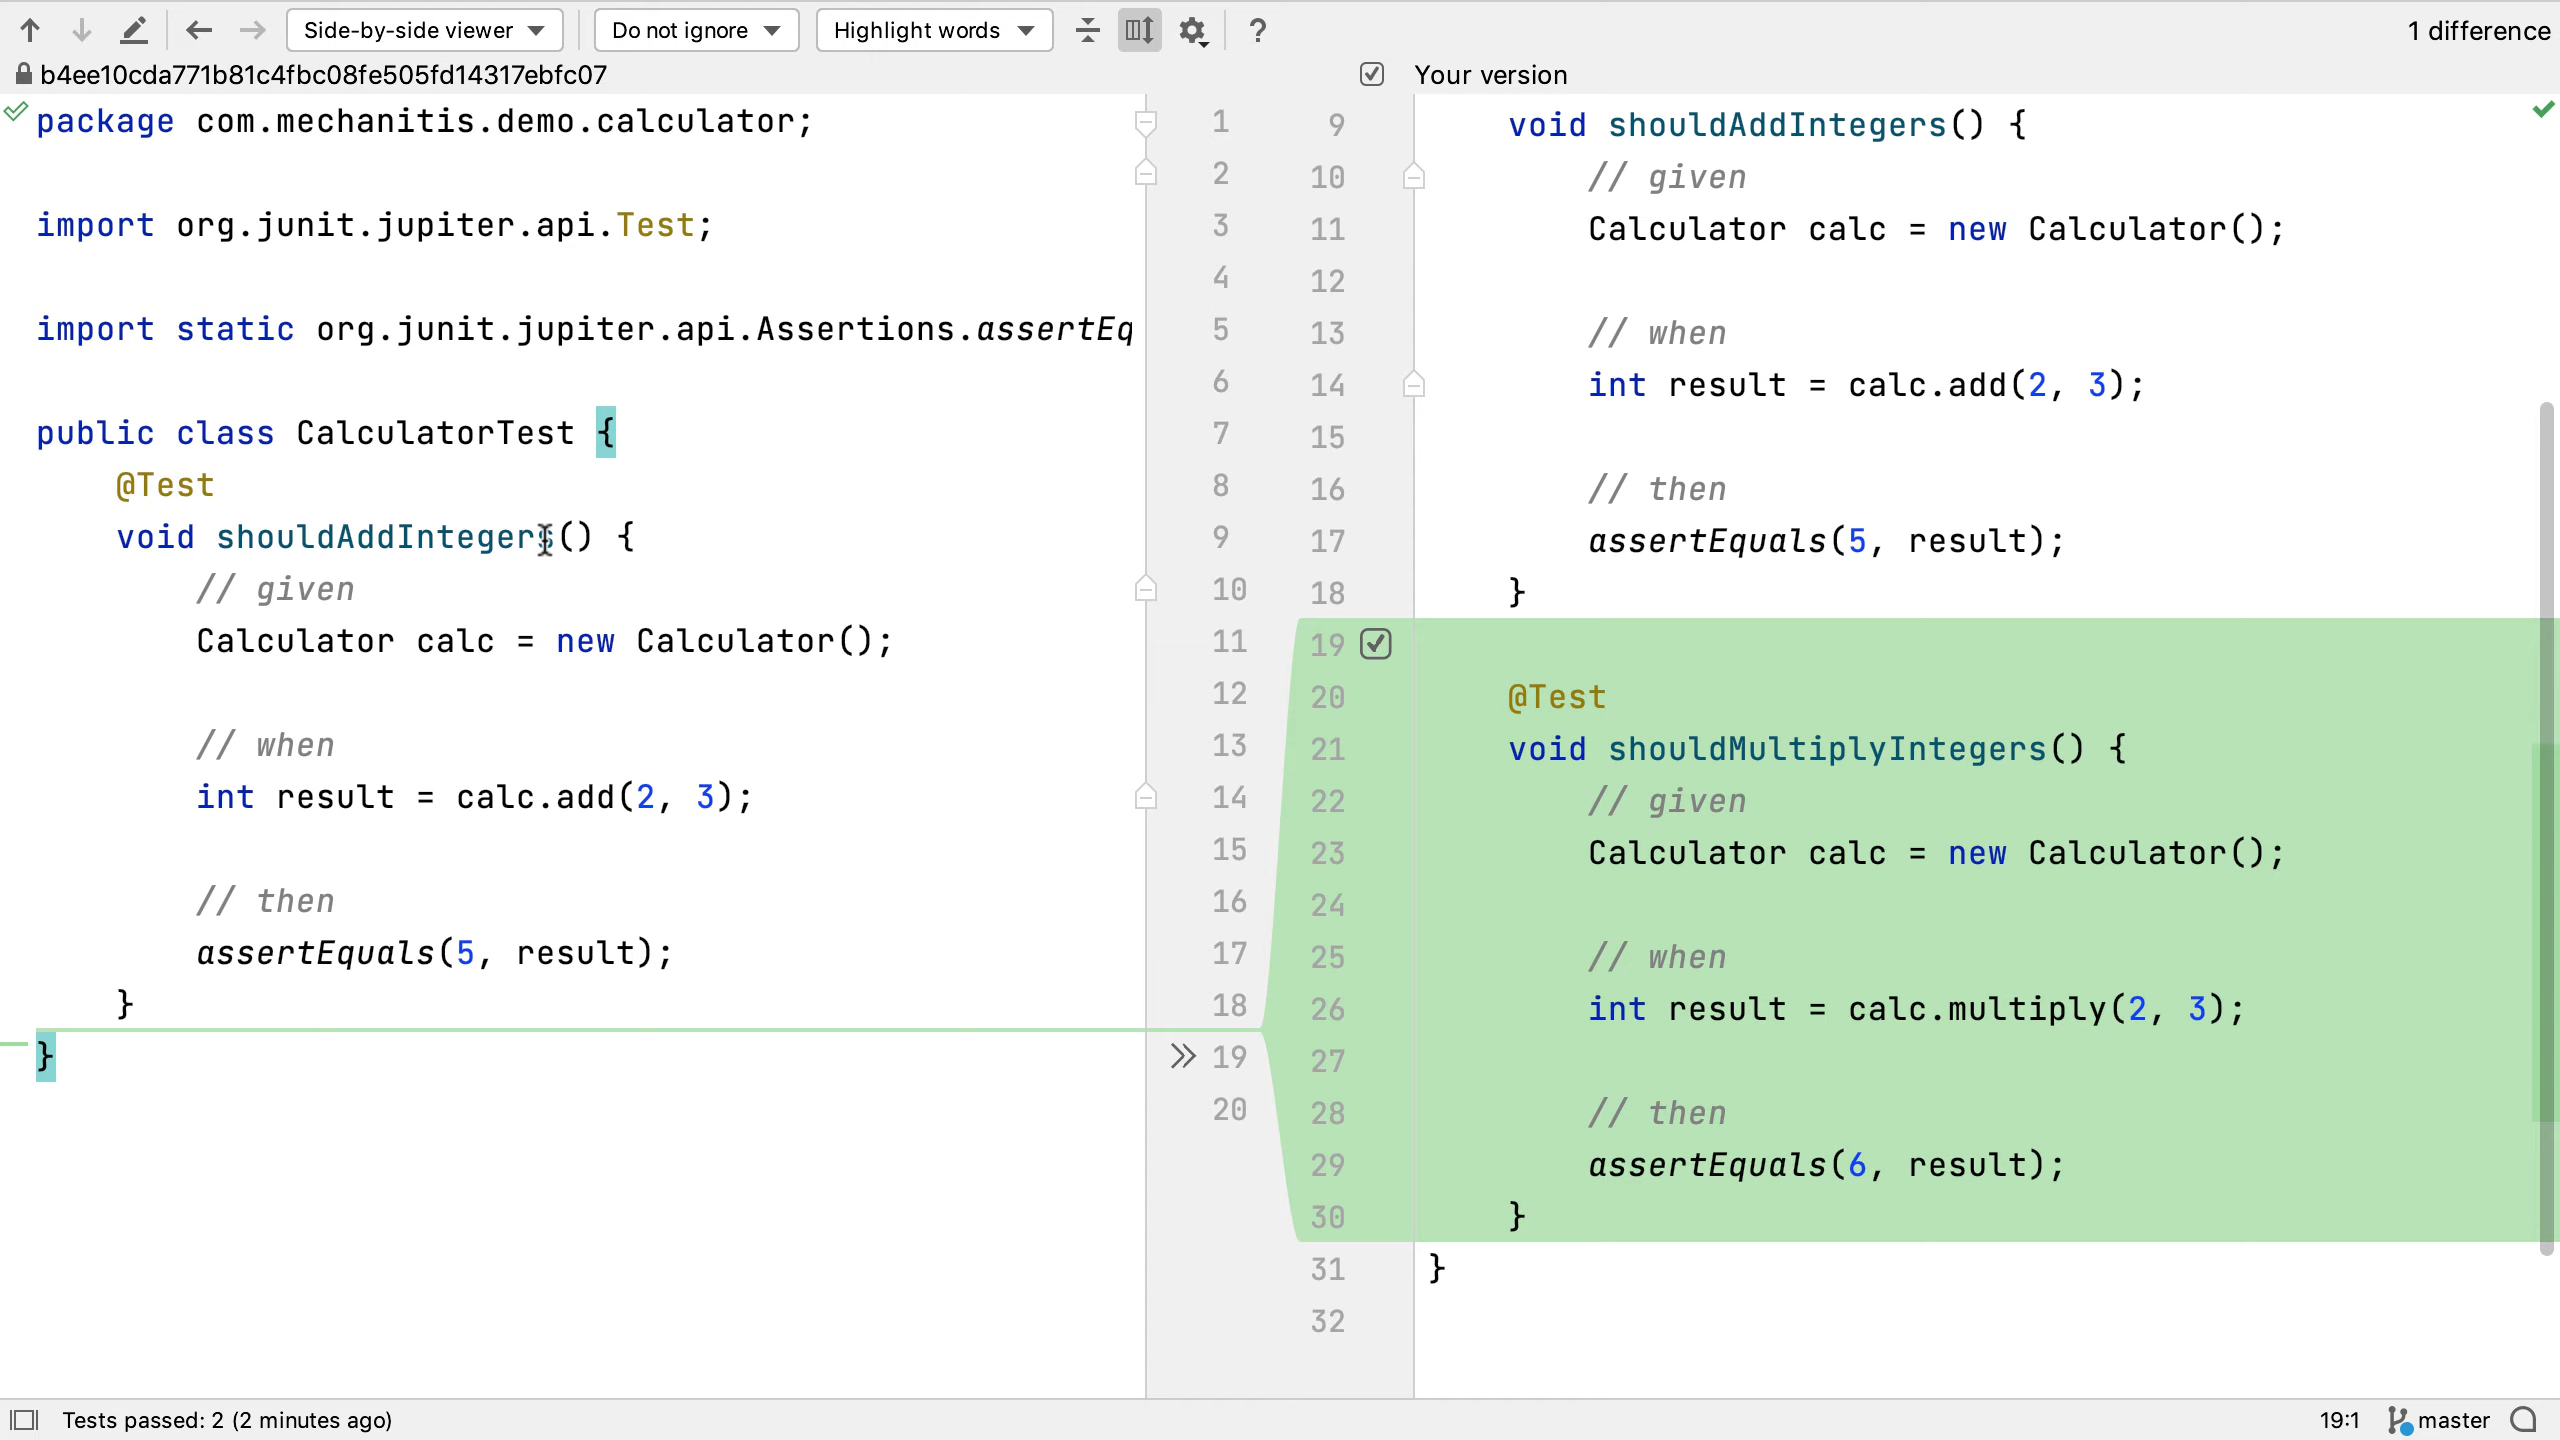 Side-by-side viewer Do not ignore Highlight words ? 1 difference
b4ee10cda771b81c4fbc08fe505fd14317ebfc07 Your version
package com.mechanitis.demo.calculator;
import org.junit.jupiter.api.Test;
import static org.junit.jupiter.api.Assertions.assertEq
public class CalculatorTest {
@Test
void shouldAddIntegers() {
// given
Calculator calc = new Calculator();
// when
int result = calc.add(2, 3);
// then
assertEquals(5, result);
}
}
1
2
3
4
5
6
7
8
9
10
11
12
13
14
15
16
17
18
19
20
9 void shouldAddIntegers() {
10 // given
11 Calculator calc = new Calculator();
12
13 // when
14 int result = calc.add(2, 3);
15
16 // then
17 assertEquals(5, result);
18 }
19
20 @Test
21 void shouldMultiplyIntegers() {
22 // given
23 Calculator calc = new Calculator();
24
25 // when
26 int result = calc.multiply(2, 3);
27
28 // then
29 assertEquals(6, result);
30 }
31 }
32
Tests passed: 2 (2 minutes ago) 19:1 master